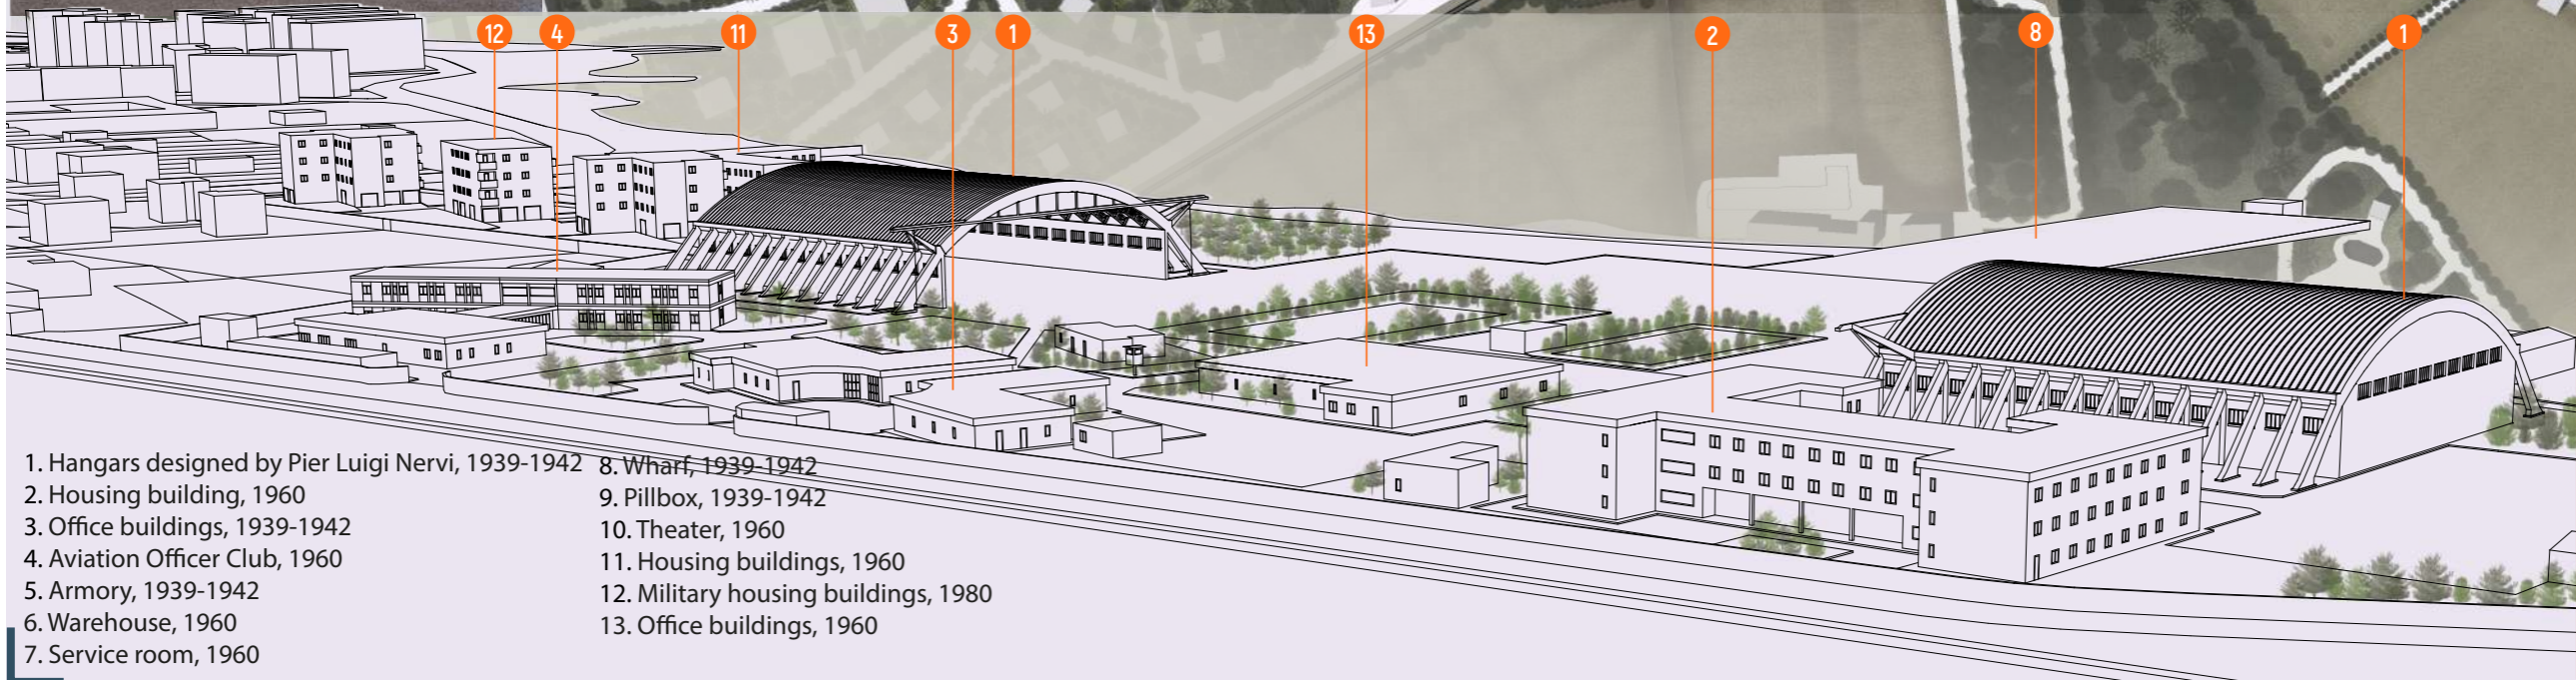 12 4 11 3 1 13 2 8 1
1. Hangars designed by Pier Luigi Nervi, 1939-1942
2. Housing building, 1960
3. Office buildings, 1939-1942
4. Aviation Officer Club, 1960
5. Armory, 1939-1942
6. Warehouse, 1960
7. Service room, 1960
8. Wharf, 1939-1942
9. Pillbox, 1939-1942
10. Theater, 1960
11. Housing buildings, 1960
12. Military housing buildings, 1980
13. Office buildings, 1960